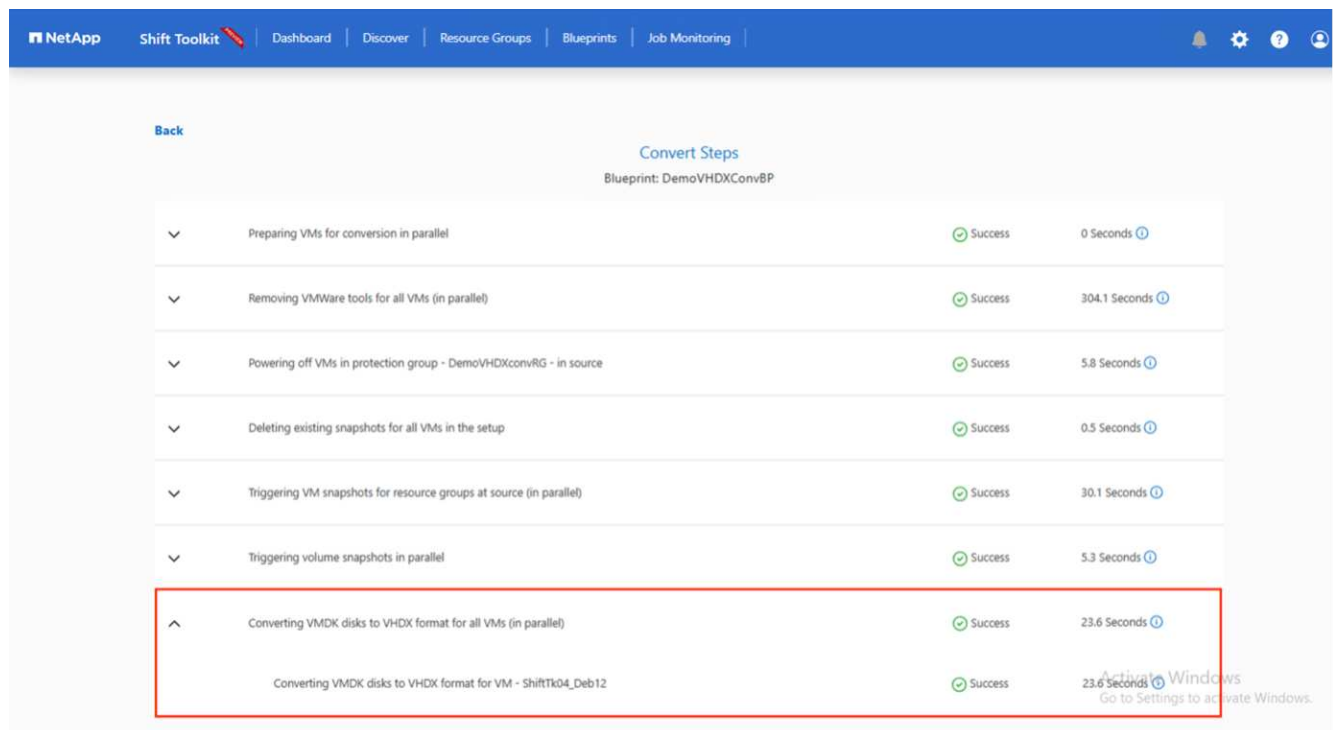 NetApp Shift Toolkit Dashboard Discover Resource Groups Blueprints Job Monitoring
Back
Convert Steps
Blueprint: DemoVHDXConvBP
Preparing VMs for conversion in parallel Success 0 Seconds
Removing VMWare tools for all VMs (in parallel) Success 304.1 Seconds
Powering off VMs in protection group - DemoVHDXconvRG - in source Success 5.8 Seconds
Deleting existing snapshots for all VMs in the setup Success 0.5 Seconds
Triggering VM snapshots for resource groups at source (in parallel) Success 30.1 Seconds
Triggering volume snapshots in parallel Success 5.3 Seconds
Converting VMDK disks to VHDX format for all VMs (in parallel) Success 23.6 Seconds
Converting VMDK disks to VHDX format for VM - ShiftTk04_Deb12 Success 23.6 Seconds
Activate Windows
Go to Settings to activate Windows.